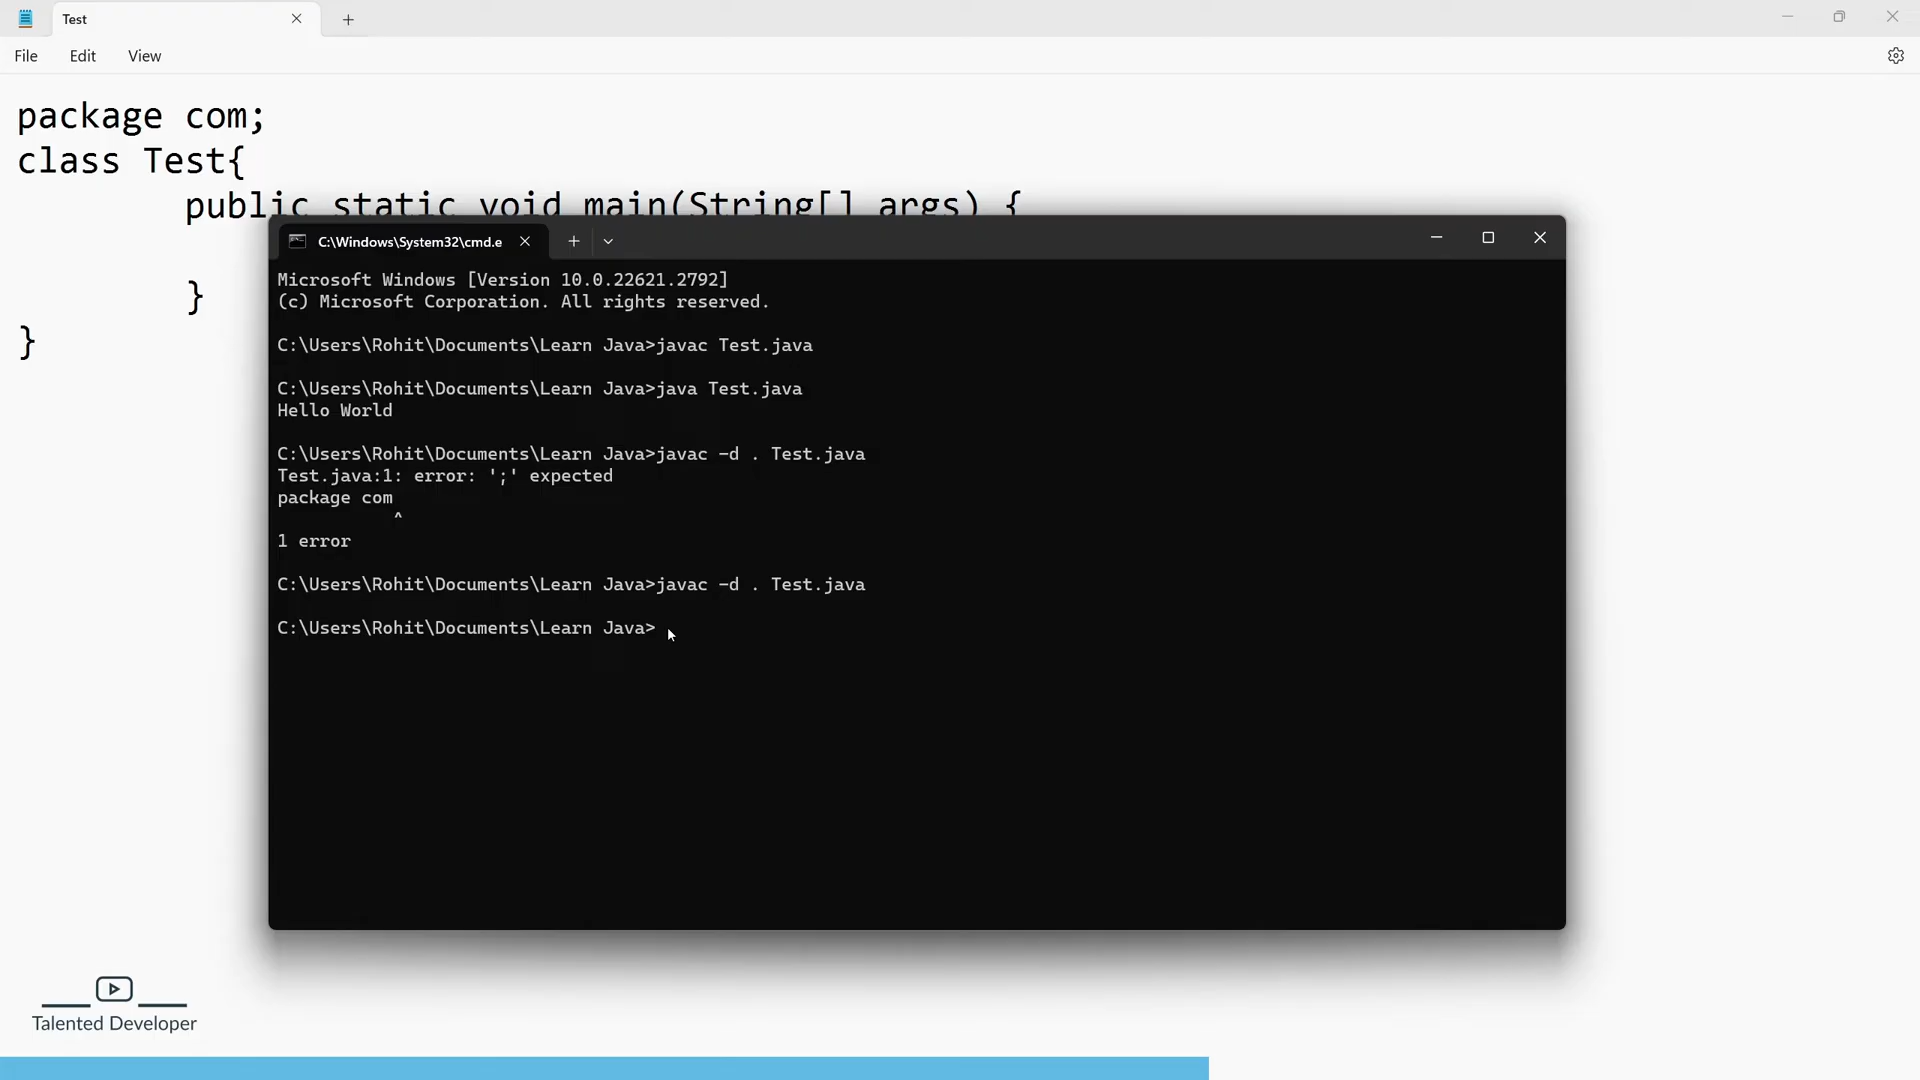 Test
File Edit View
package com;
class Test{
public static void main(String[] args) {
}
}
C:\Windows\System32\cmd.e
Microsoft Windows [Version 10.0.22621.2792]
(c) Microsoft Corporation. All rights reserved.
C:\Users\Rohit\Documents\Learn Java>javac Test.java
C:\Users\Rohit\Documents\Learn Java>java Test.java
Hello World
C:\Users\Rohit\Documents\Learn Java>javac -d . Test.java
Test.java:1: error: ';' expected
package com
^
1 error
C:\Users\Rohit\Documents\Learn Java>javac -d . Test.java
C:\Users\Rohit\Documents\Learn Java>
Talented Developer